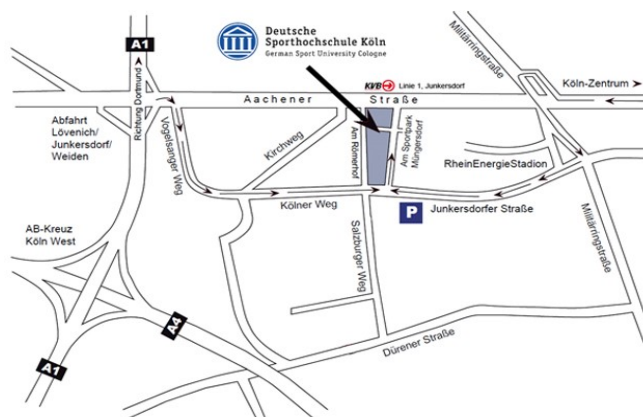 Deutsche
Sporthochschule Köln
German Sport University Cologne
A1
Richtung Dortmund
KVB Linie 1, Junkersdorf
Köln-Zentrum
Militärringstraße
Aachener Straße
Abfahrt
Lövenich/
Junkersdorf/
Weiden
Vogelsanger Weg
Kirchweg
Am Römerhof
Am Sportpark
Müngersdorf
RheinEnergieStadion
Kölner Weg
P
Junkersdorfer Straße
Militärringstraße
AB-Kreuz
Köln West
Salzburger Weg
A4
A1
Dürener Straße